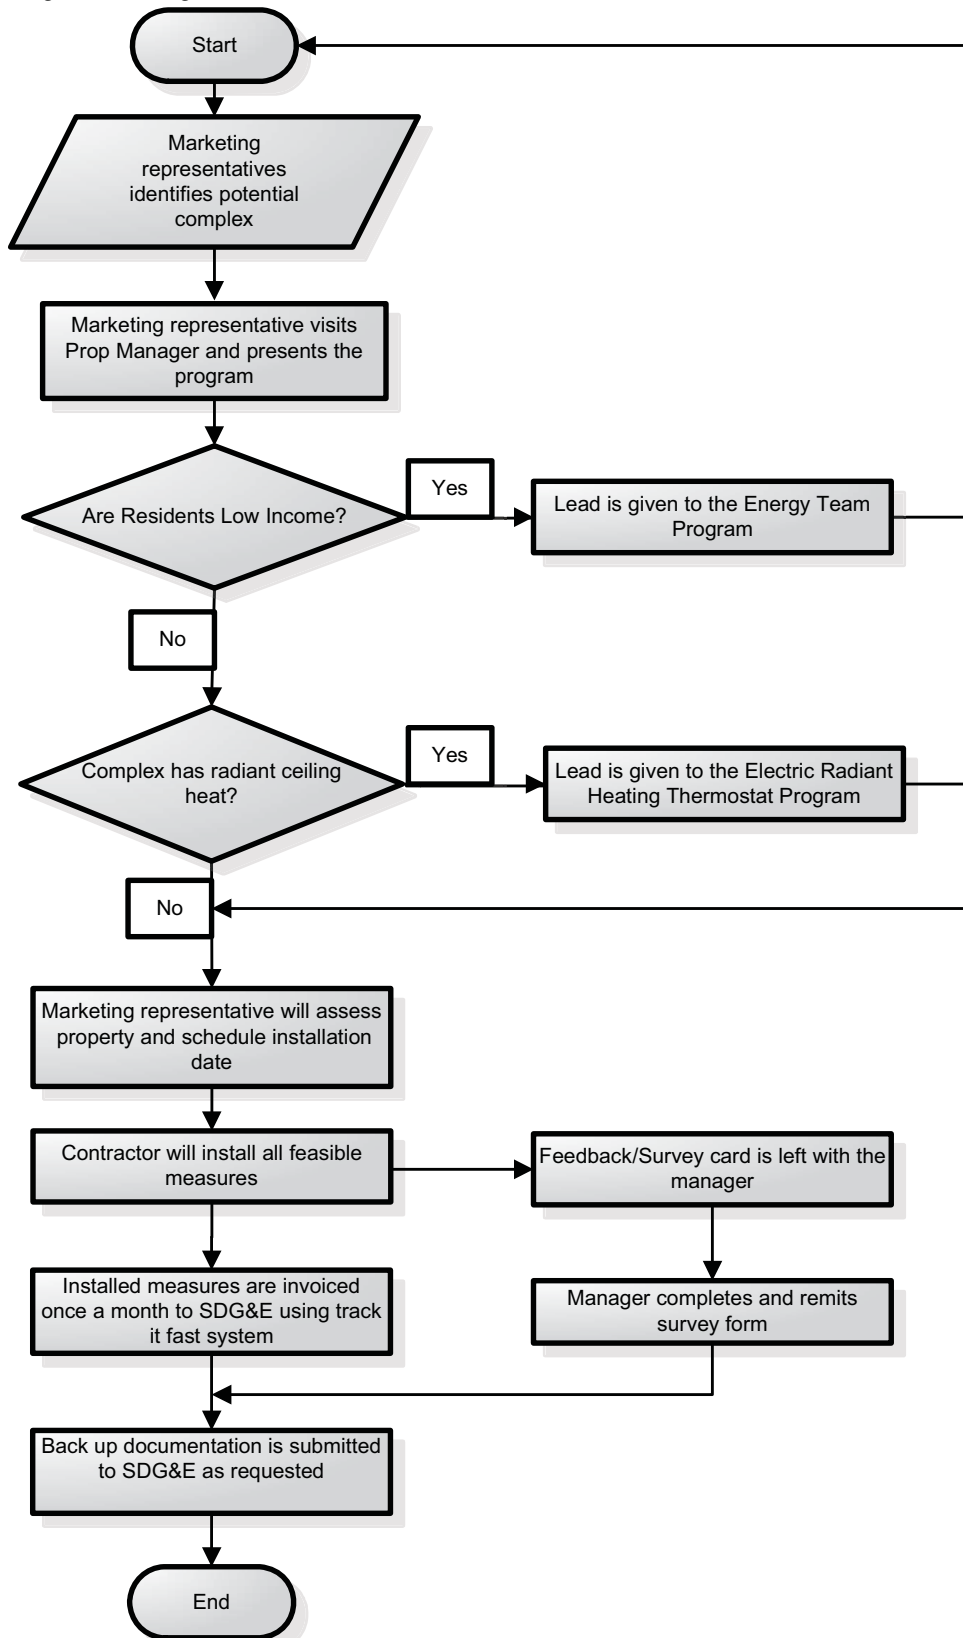 Start
Marketing
representatives
identifies potential
complex
Marketing representative visits
Prop Manager and presents the
program
Are Residents Low Income?
Yes
Lead is given to the Energy Team
Program
No
Complex has radiant ceiling
heat?
Yes
Lead is given to the Electric Radiant
Heating Thermostat Program
No
Marketing representative will assess
property and schedule installation
date
Contractor will install all feasible
measures
Feedback/Survey card is left with the
manager
Installed measures are invoiced
once a month to SDG&E using track
it fast system
Manager completes and remits
survey form
Back up documentation is submitted
to SDG&E as requested
End